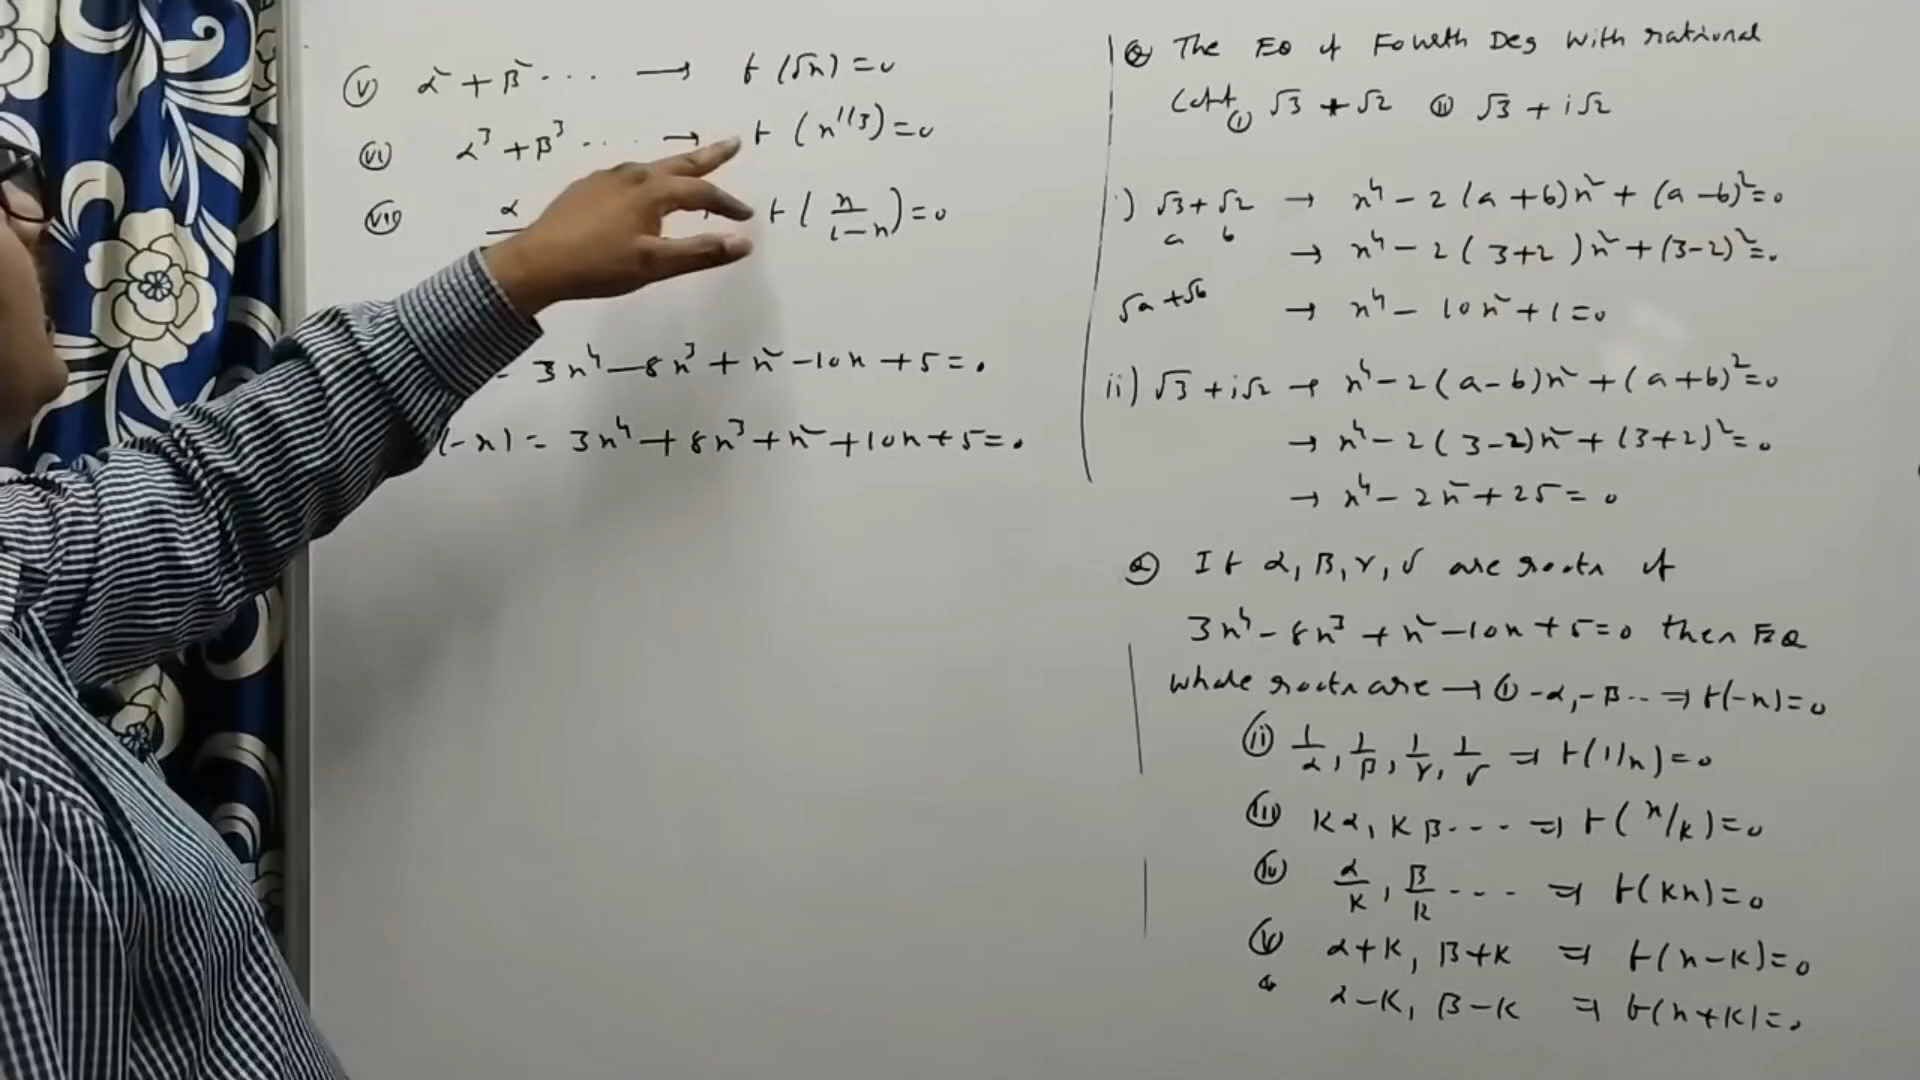 (v) α² + β² ... → f(√x) = 0
(vi) α³ + β³ .... → f(x^1/3) = 0
(vii) α f(x/1-x) = 0
= 3x⁴ - 8x³ + x² - 10x + 5 = 0
(-x) = 3x⁴ + 8x³ + x² + 10x + 5 = 0
Q The EQ of Fourth Deg with rational
Coff (i) √3 + √2 (ii) √3 + i√2
i) √3 + √2 → x⁴ - 2(a+b)x² + (a-b)² = 0
a b → x⁴ - 2(3+2)x² + (3-2)² = 0
√a + √b → x⁴ - 10x² + 1 = 0
ii) √3 + i√2 → x⁴ - 2(a-b)x² + (a+b)² = 0
→ x⁴ - 2(3-2)x² + (3+2)² = 0
→ x⁴ - 2x² + 25 = 0
Q If α, β, γ, δ are roots of
3x⁴ - 8x³ + x² - 10x + 5 = 0 then EQ
whose roots are → (i) -α, -β .. ⇒ f(-x) = 0
(ii) 1/α, 1/β, 1/γ, 1/δ ⇒ f(1/x) = 0
(iii) Kα, Kβ .... ⇒ f(x/k) = 0
(iv) α/K, β/K .... ⇒ f(Kx) = 0
(v) α+K, β+K ⇒ f(x-K) = 0
α-K, β-K ⇒ f(x+K) = 0